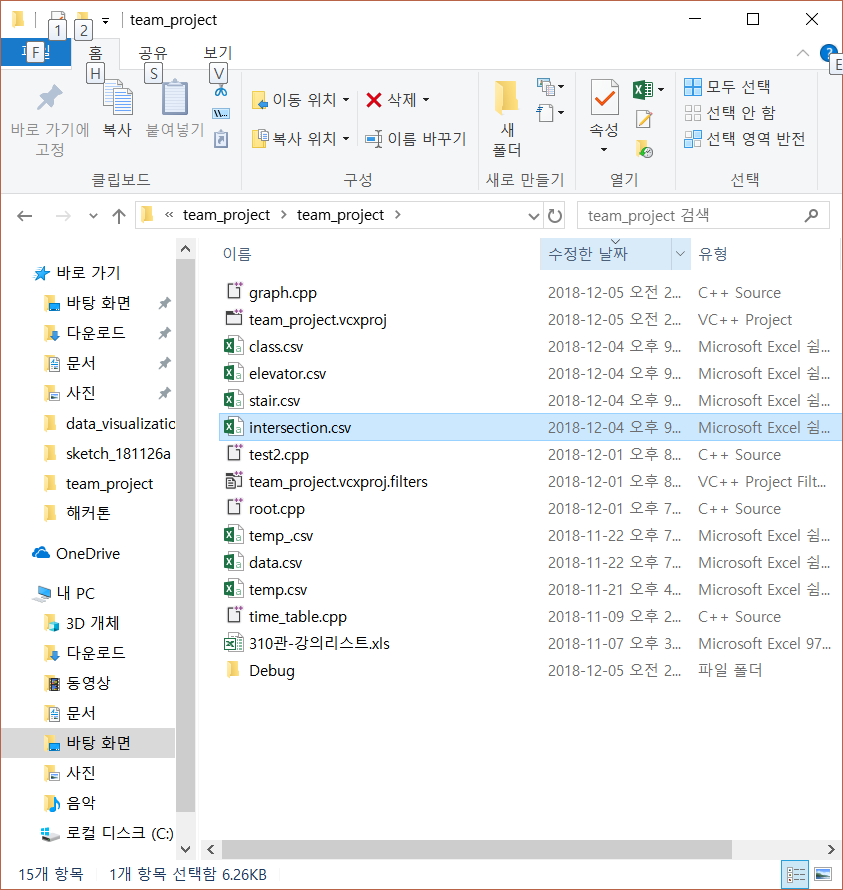 1 2 team_project
파일 F 홈 공유 보기
H S V E
바로 가기에
고정
복사
붙여넣기
이동 위치
복사 위치
삭제
이름 바꾸기
새
폴더
속성
모두 선택
선택 안 함
선택 영역 반전
클립보드 구성 새로 만들기 열기 선택
« team_project > team_project >
team_project 검색
바로 가기
바탕 화면
다운로드
문서
사진
data_visualizatic
sketch_181126a
team_project
해커톤
OneDrive
내 PC
3D 개체
다운로드
동영상
문서
바탕 화면
사진
음악
로컬 디스크 (C:)
이름 수정한 날짜 유형
graph.cpp 2018-12-05 오전 2... C++ Source
team_project.vcxproj 2018-12-05 오전 2... VC++ Project
class.csv 2018-12-04 오후 9... Microsoft Excel 쉼...
elevator.csv 2018-12-04 오후 9... Microsoft Excel 쉼...
stair.csv 2018-12-04 오후 9... Microsoft Excel 쉼...
intersection.csv 2018-12-04 오후 9... Microsoft Excel 쉼...
test2.cpp 2018-12-01 오후 8... C++ Source
team_project.vcxproj.filters 2018-12-01 오후 8... VC++ Project Filt...
root.cpp 2018-12-01 오후 7... C++ Source
temp_.csv 2018-11-22 오후 7... Microsoft Excel 쉼...
data.csv 2018-11-22 오후 7... Microsoft Excel 쉼...
temp.csv 2018-11-21 오후 4... Microsoft Excel 쉼...
time_table.cpp 2018-11-09 오후 2... C++ Source
310관-강의리스트.xls 2018-11-07 오후 3... Microsoft Excel 97...
Debug 2018-12-05 오전 2... 파일 폴더
15개 항목 1개 항목 선택함 6.26KB